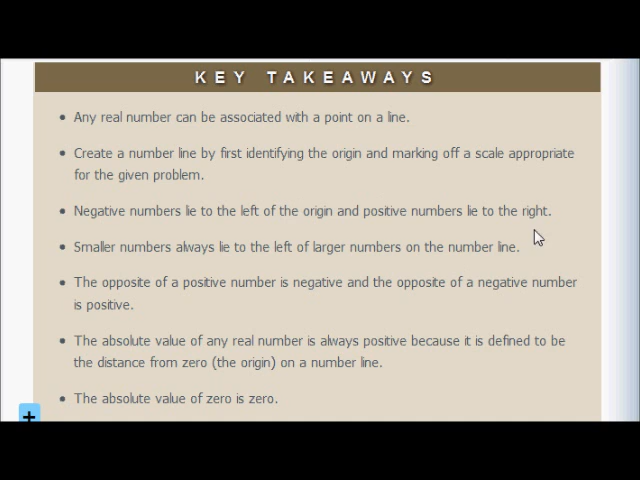 KEY TAKEAWAYS
• Any real number can be associated with a point on a line.
• Create a number line by first identifying the origin and marking off a scale appropriate
for the given problem.
• Negative numbers lie to the left of the origin and positive numbers lie to the right.
• Smaller numbers always lie to the left of larger numbers on the number line.
• The opposite of a positive number is negative and the opposite of a negative number
is positive.
• The absolute value of any real number is always positive because it is defined to be
the distance from zero (the origin) on a number line.
• The absolute value of zero is zero.
+